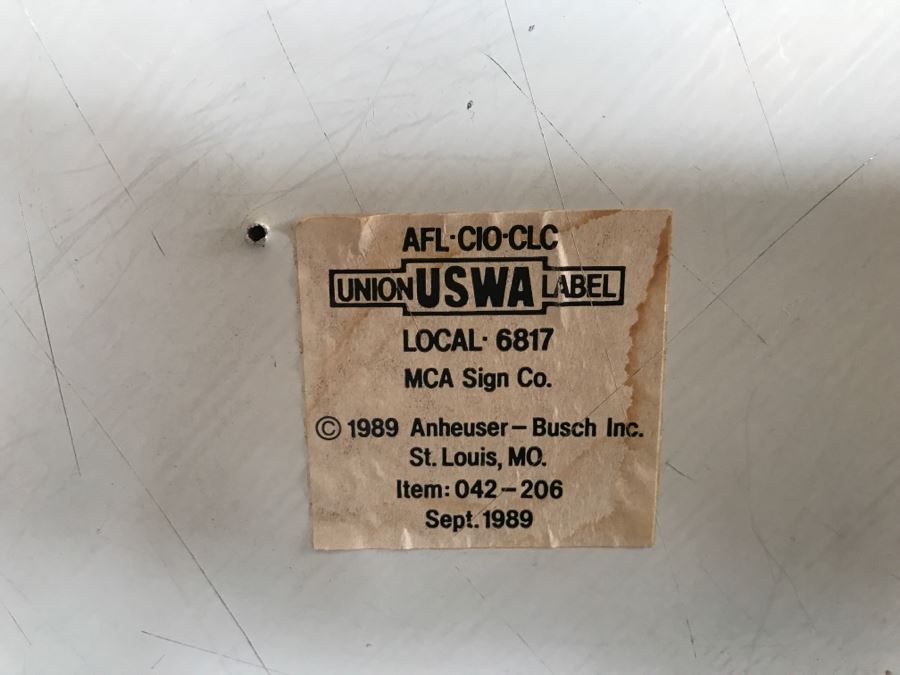 AFL·CIO·CLC
UNION USWA LABEL
LOCAL· 6817
MCA Sign Co.
© 1989 Anheuser–Busch Inc.
St. Louis, MO.
Item: 042–206
Sept. 1989